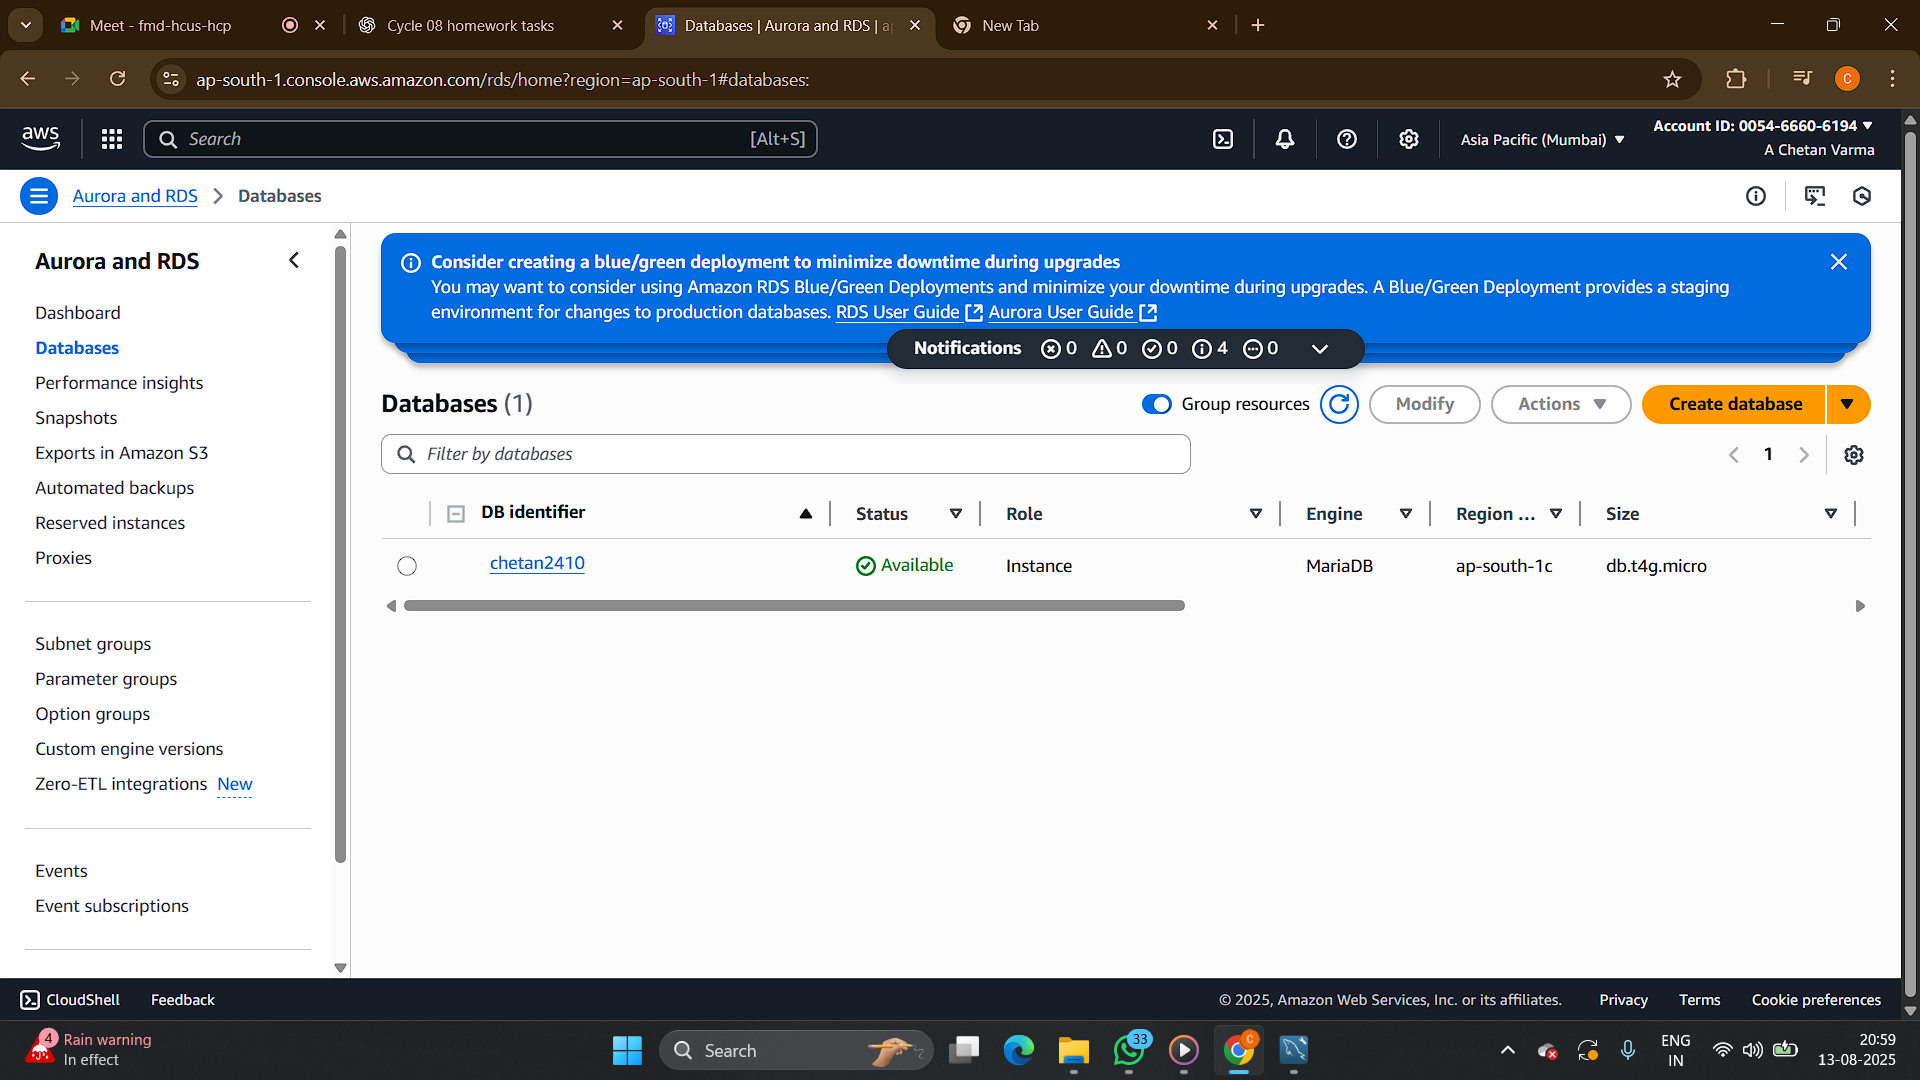 Meet - fmd-hcus-hcp
Cycle 08 homework tasks
Databases | Aurora and RDS | ap
New Tab
ap-south-1.console.aws.amazon.com/rds/home?region=ap-south-1#databases:
C
aws
Search
[Alt+S]
Asia Pacific (Mumbai)
Account ID: 0054-6660-6194
A Chetan Varma
Aurora and RDS
Databases
Aurora and RDS
Dashboard
Databases
Performance insights
Snapshots
Exports in Amazon S3
Automated backups
Reserved instances
Proxies
Subnet groups
Parameter groups
Option groups
Custom engine versions
Zero-ETL integrations New
Events
Event subscriptions
Consider creating a blue/green deployment to minimize downtime during upgrades
You may want to consider using Amazon RDS Blue/Green Deployments and minimize your downtime during upgrades. A Blue/Green Deployment provides a staging
environment for changes to production databases. RDS User Guide Aurora User Guide
Notifications 0 0 0 4 0
Databases (1)
Group resources
Modify
Actions
Create database
Filter by databases
1
DB identifier Status Role Engine Region ... Size
chetan2410 Available Instance MariaDB ap-south-1c db.t4g.micro
CloudShell
Feedback
© 2025, Amazon Web Services, Inc. or its affiliates.
Privacy
Terms
Cookie preferences
4
Rain warning
In effect
Search
33
C
ENG
IN
20:59
13-08-2025